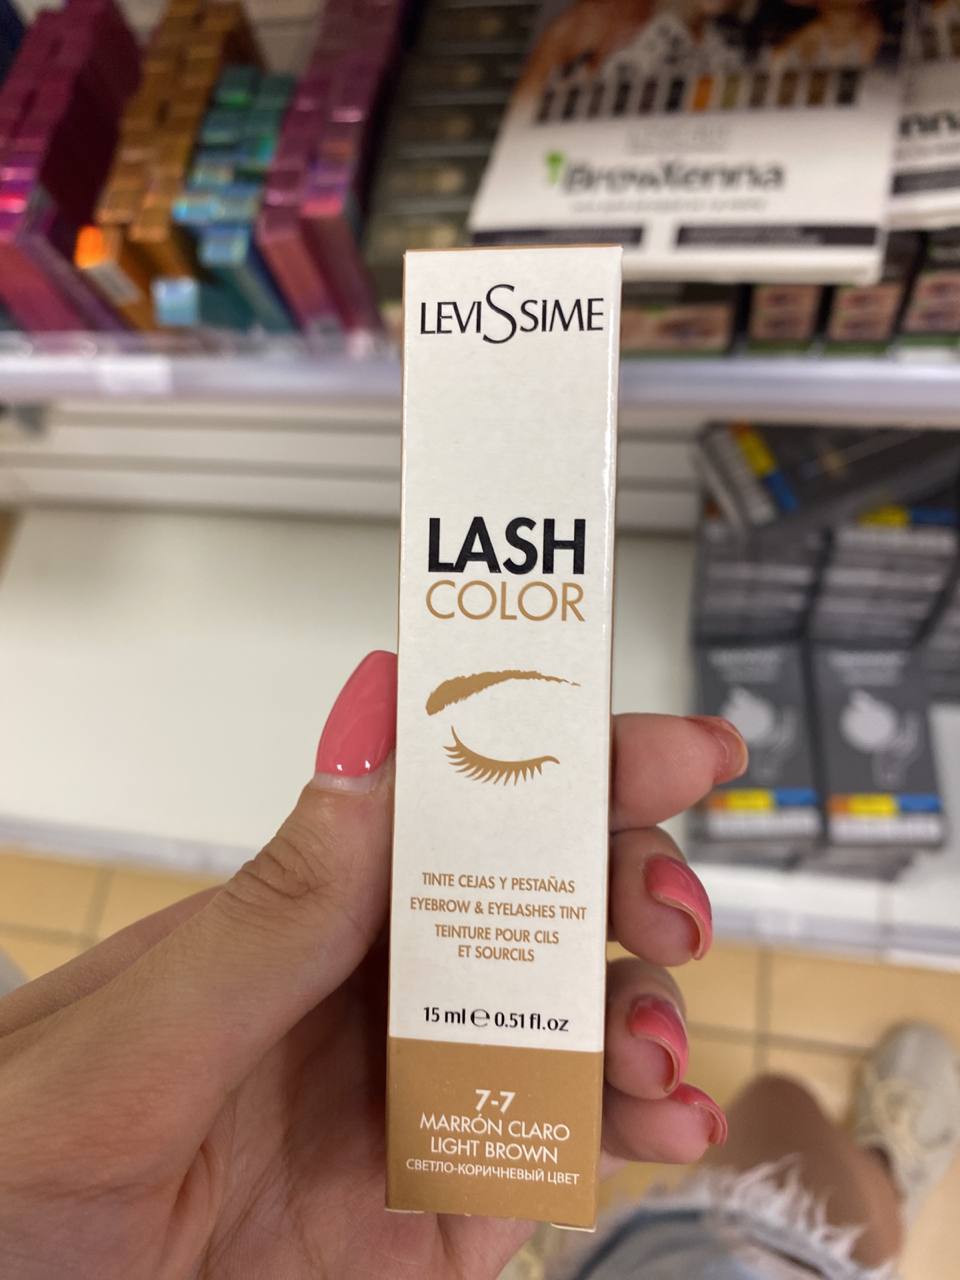 LEVISSIME
LASH
COLOR
TINTE CEJAS Y PESTAÑAS
EYEBROW & EYELASHES TINT
TEINTURE POUR CILS
ET SOURCILS
15 ml ℮ 0.51 fl.oz
7-7
MARRÓN CLARO
LIGHT BROWN
СВЕТЛО-КОРИЧНЕВЫЙ ЦВЕТ